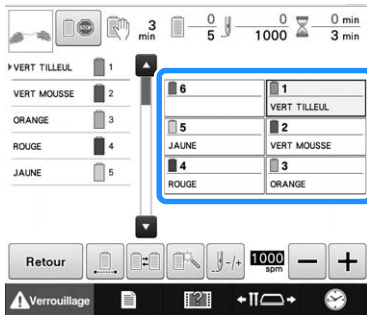 3 min
0
5
0
1000
0 min
3 min
VERT TILLEUL 1
VERT MOUSSE 2
ORANGE 3
ROUGE 4
JAUNE 5
6
1
VERT TILLEUL
5
JAUNE
2
VERT MOUSSE
4
ROUGE
3
ORANGE
Retour
-/+
1000 spm
− +
Verrouillage